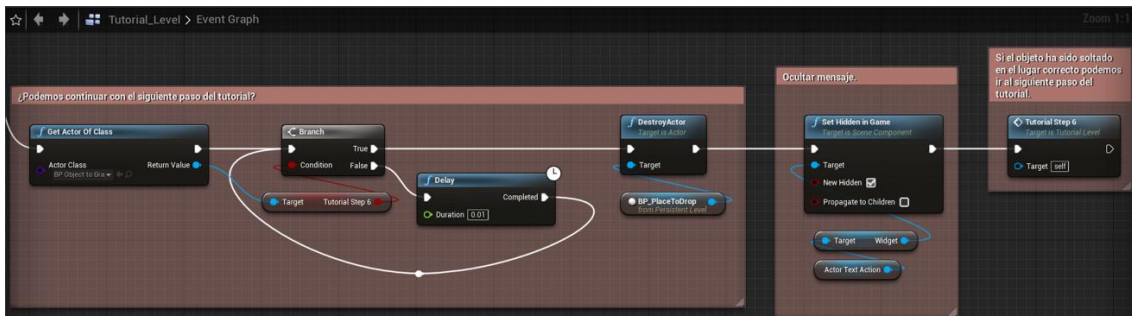 Tutorial_Level > Event Graph
Zoom 1:1
¿Podemos continuar con el siguiente paso del tutorial?
Get Actor Of Class
Actor Class
BP Object to Gra
Return Value
Branch
True
Condition
False
Target
Tutorial Step 6
Delay
Completed
Duration
0.01
DestroyActor
Target is Actor
Target
BP_PlaceToDrop
from Persistent Level
Ocultar mensaje.
Set Hidden in Game
Target is Scene Component
Target
New Hidden
Propagate to Children
Target
Widget
Actor Text Action
Si el objeto ha sido soltado
en el lugar correcto podemos
ir al siguiente paso del
tutorial.
Tutorial Step 6
Target is Tutorial Level
Target
self